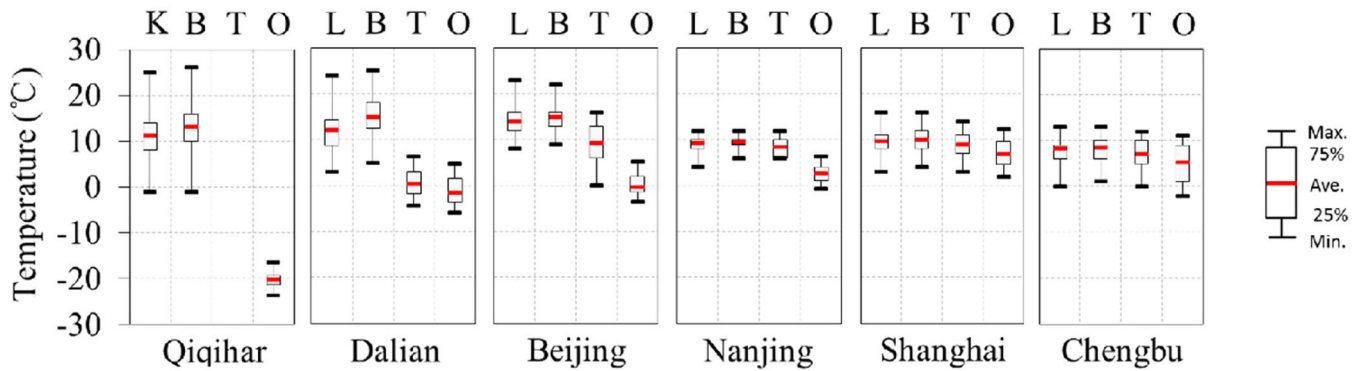 K B T O L B T O L B T O L B T O L B T O L B T O
Temperature(℃)
30
20
10
0
-10
-20
-30
Max.
75%
Ave.
25%
Min.
Qiqihar Dalian Beijing Nanjing Shanghai Chengbu